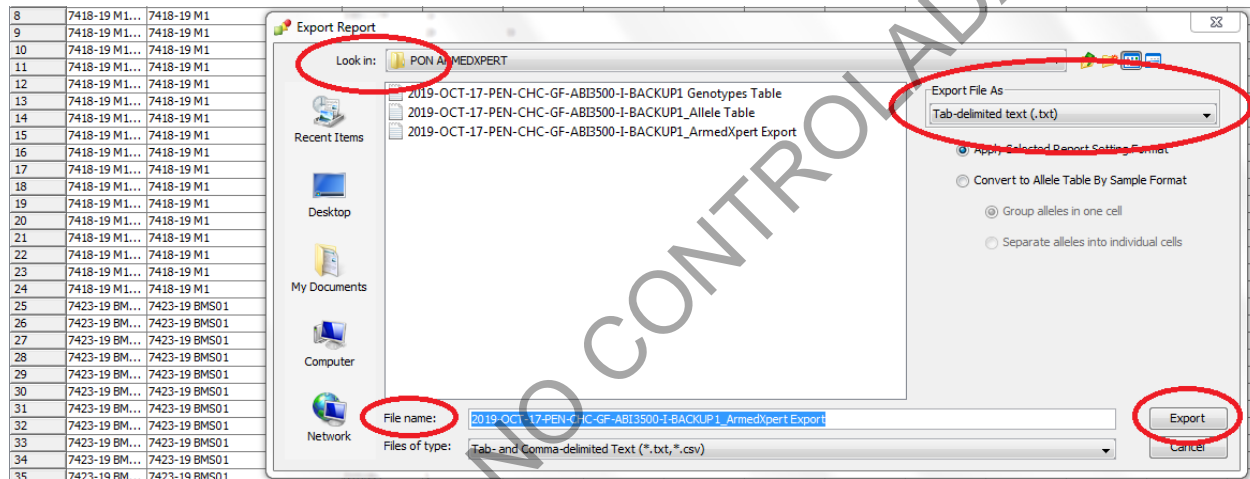 8 7418-19 M1... 7418-19 M1
9 7418-19 M1... 7418-19 M1
10 7418-19 M1... 7418-19 M1
11 7418-19 M1... 7418-19 M1
12 7418-19 M1... 7418-19 M1
13 7418-19 M1... 7418-19 M1
14 7418-19 M1... 7418-19 M1
15 7418-19 M1... 7418-19 M1
16 7418-19 M1... 7418-19 M1
17 7418-19 M1... 7418-19 M1
18 7418-19 M1... 7418-19 M1
19 7418-19 M1... 7418-19 M1
20 7418-19 M1... 7418-19 M1
21 7418-19 M1... 7418-19 M1
22 7418-19 M1... 7418-19 M1
23 7418-19 M1... 7418-19 M1
24 7418-19 M1... 7418-19 M1
25 7423-19 BM... 7423-19 BMS01
26 7423-19 BM... 7423-19 BMS01
27 7423-19 BM... 7423-19 BMS01
28 7423-19 BM... 7423-19 BMS01
29 7423-19 BM... 7423-19 BMS01
30 7423-19 BM... 7423-19 BMS01
31 7423-19 BM... 7423-19 BMS01
32 7423-19 BM... 7423-19 BMS01
33 7423-19 BM... 7423-19 BMS01
34 7423-19 BM... 7423-19 BMS01
35 7423-19 BM... 7423-19 BMS01
Export Report
Look in: PON ARMEDXPERT
Recent Items
Desktop
My Documents
Computer
Network
2019-OCT-17-PEN-CHC-GF-ABI3500-I-BACKUP1 Genotypes Table
2019-OCT-17-PEN-CHC-GF-ABI3500-I-BACKUP1_Allele Table
2019-OCT-17-PEN-CHC-GF-ABI3500-I-BACKUP1_ArmedXpert Export
Export File As
Tab-delimited text (.txt)
Apply Selected Report Setting Format
Convert to Allele Table By Sample Format
Group alleles in one cell
Separate alleles into individual cells
File name: 2019-OCT-17-PEN-CHC-GF-ABI3500-I-BACKUP1_ArmedXpert Export
Export
Files of type: Tab- and Comma-delimited Text (*.txt,*.csv)
Cancel
NO CONTROLAD